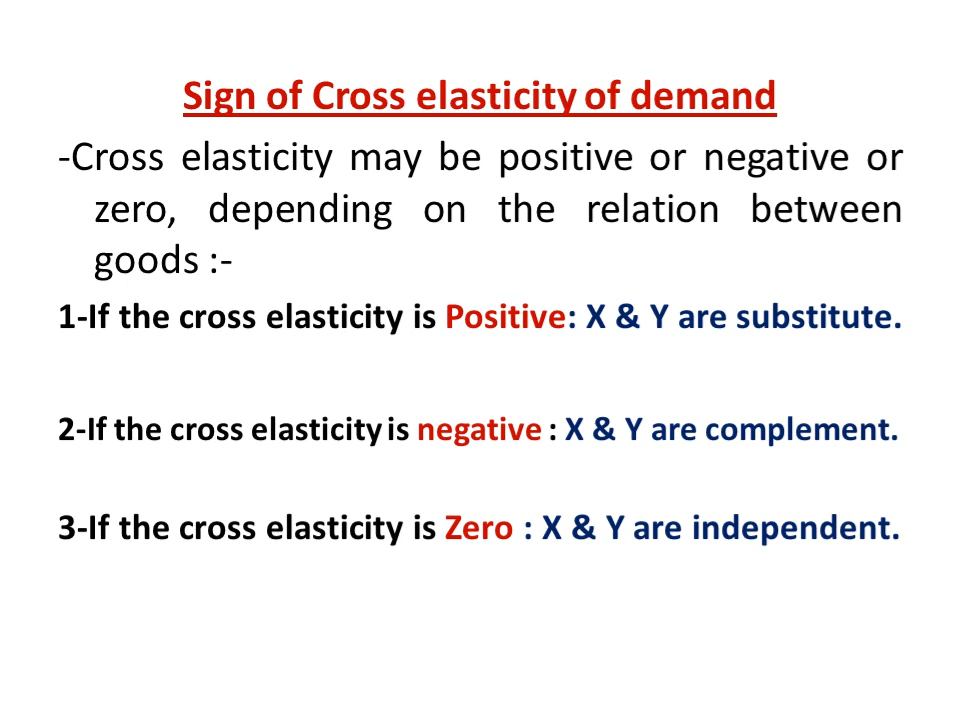 Sign of Cross elasticity of demand
-Cross elasticity may be positive or negative or
zero, depending on the relation between
goods :-
1-If the cross elasticity is Positive: X & Y are substitute.
2-If the cross elasticity is negative : X & Y are complement.
3-If the cross elasticity is Zero : X & Y are independent.